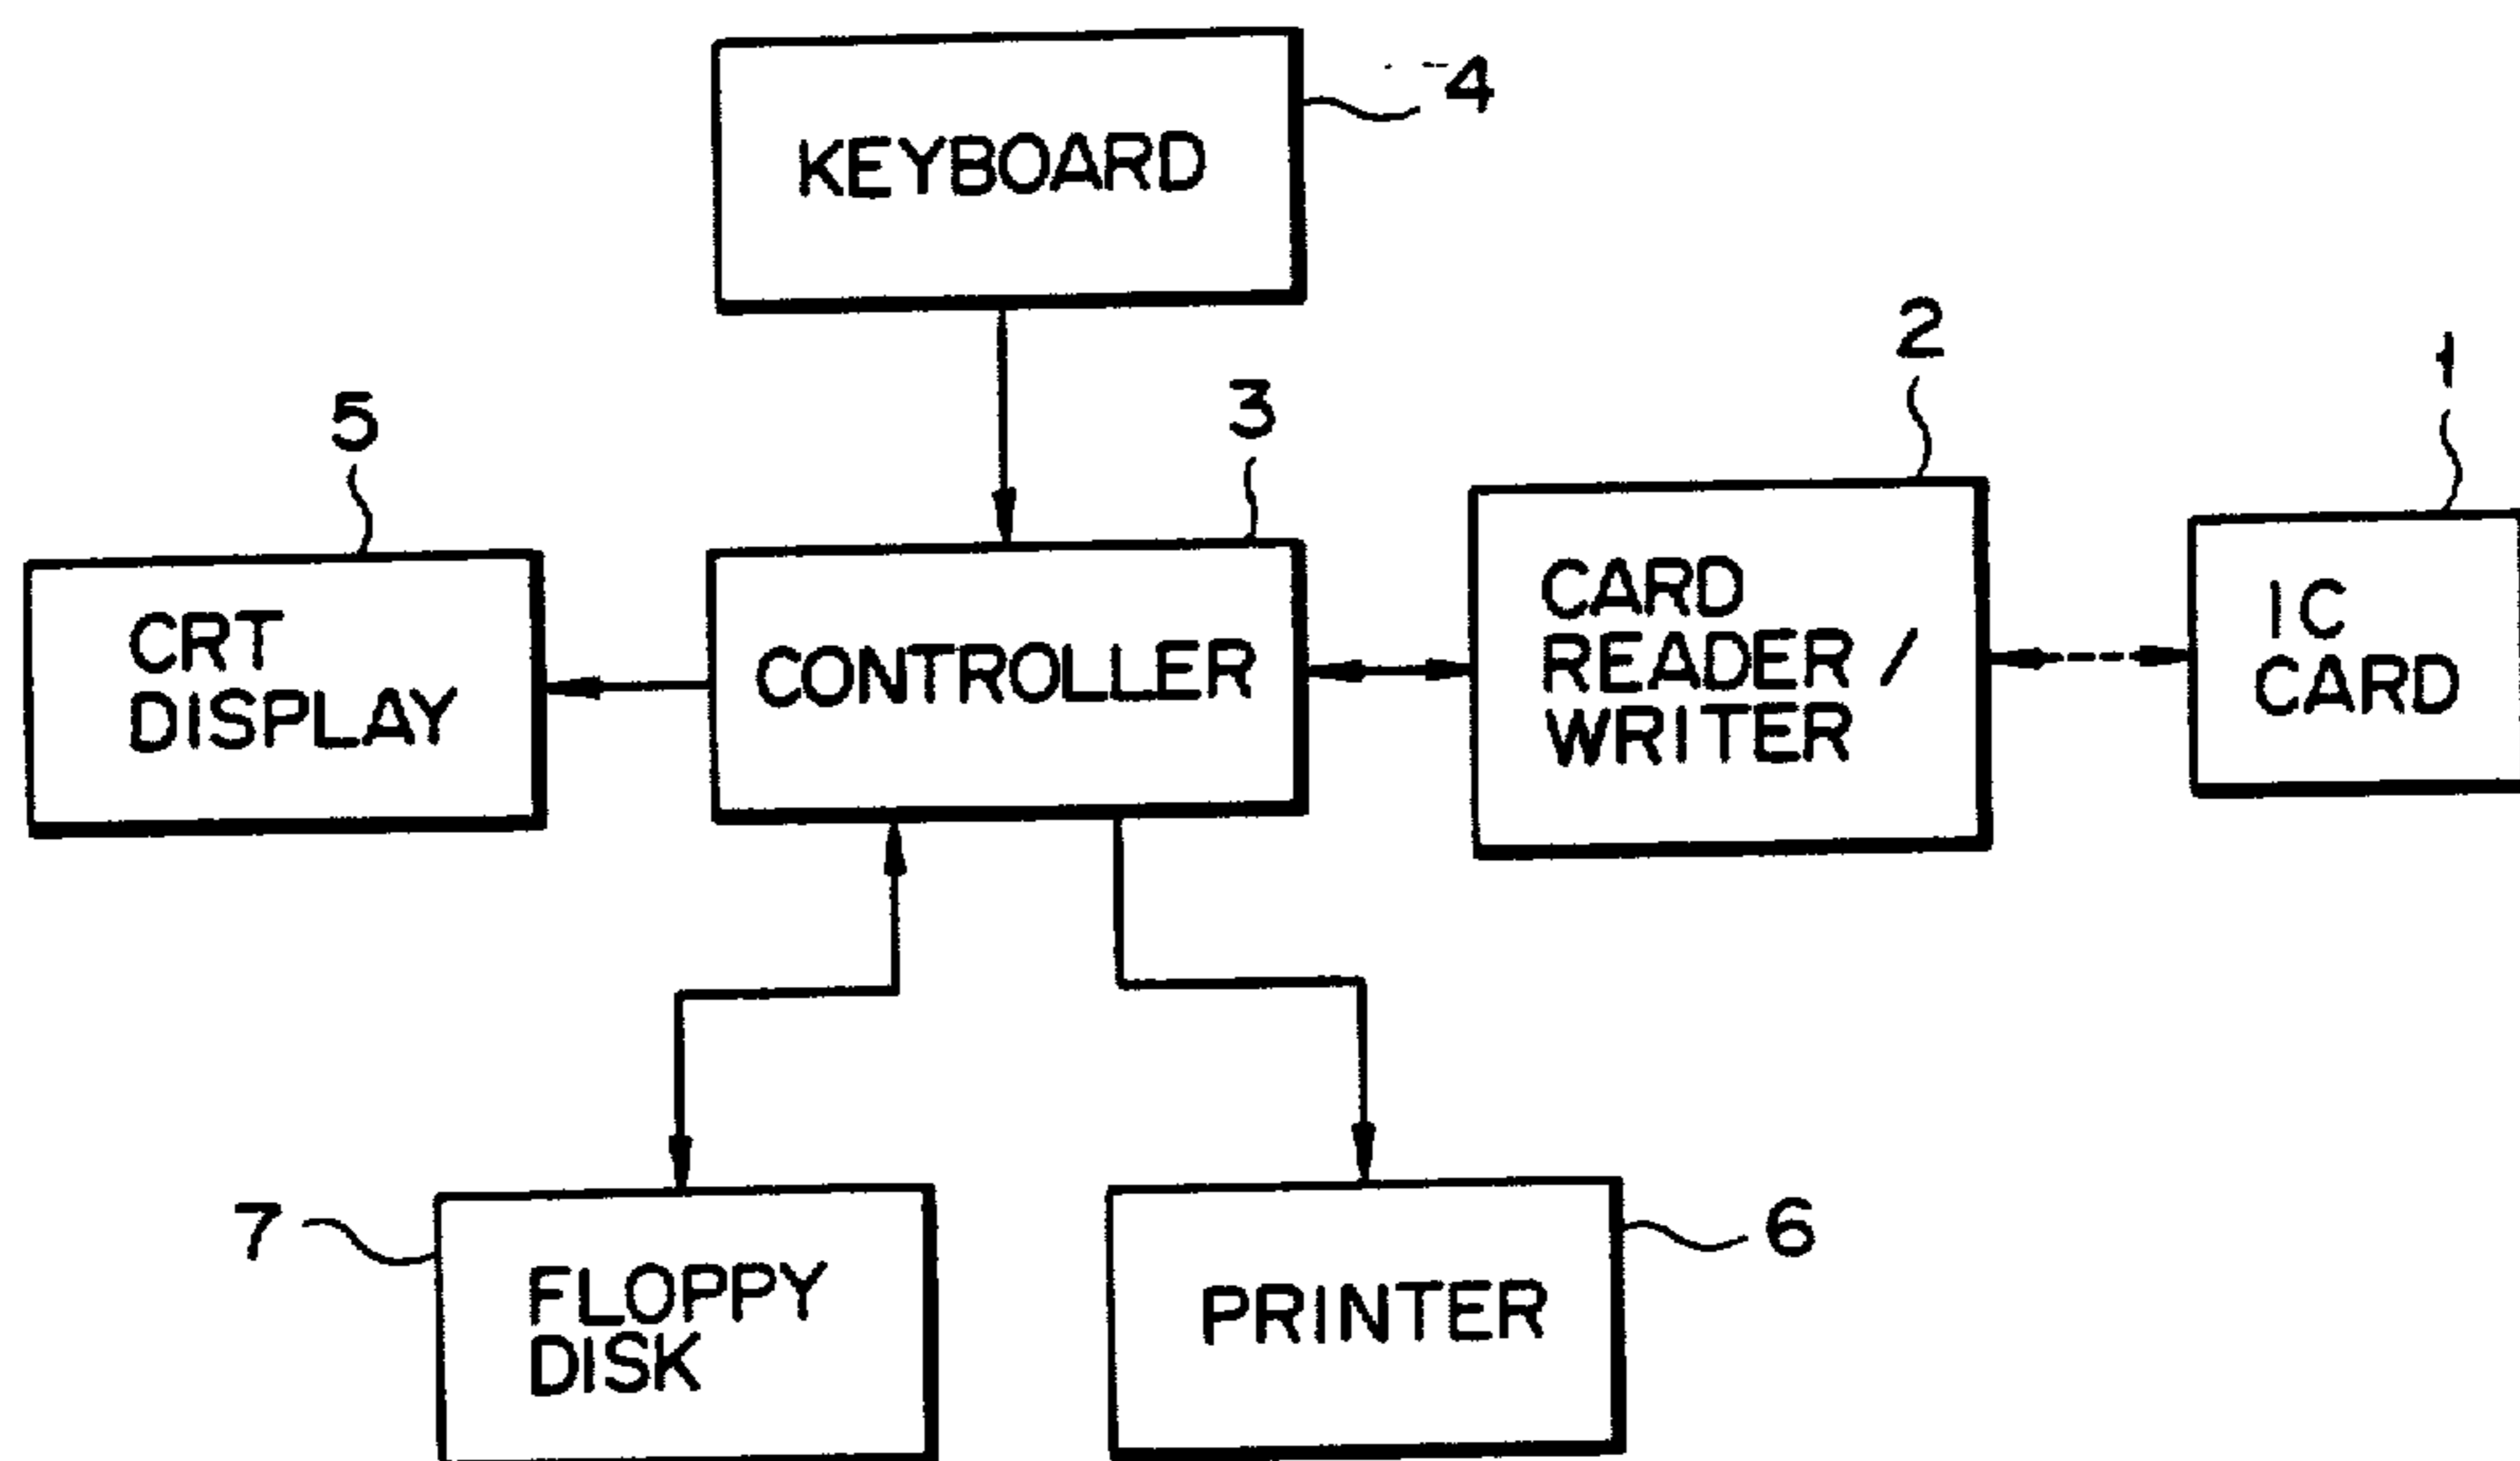 4
KEYBOARD
2
1
3
5
CARD
READER /
WRITER
IC
CARD
CRT
DISPLAY
CONTROLLER
7
6
FLOPPY
DISK
PRINTER